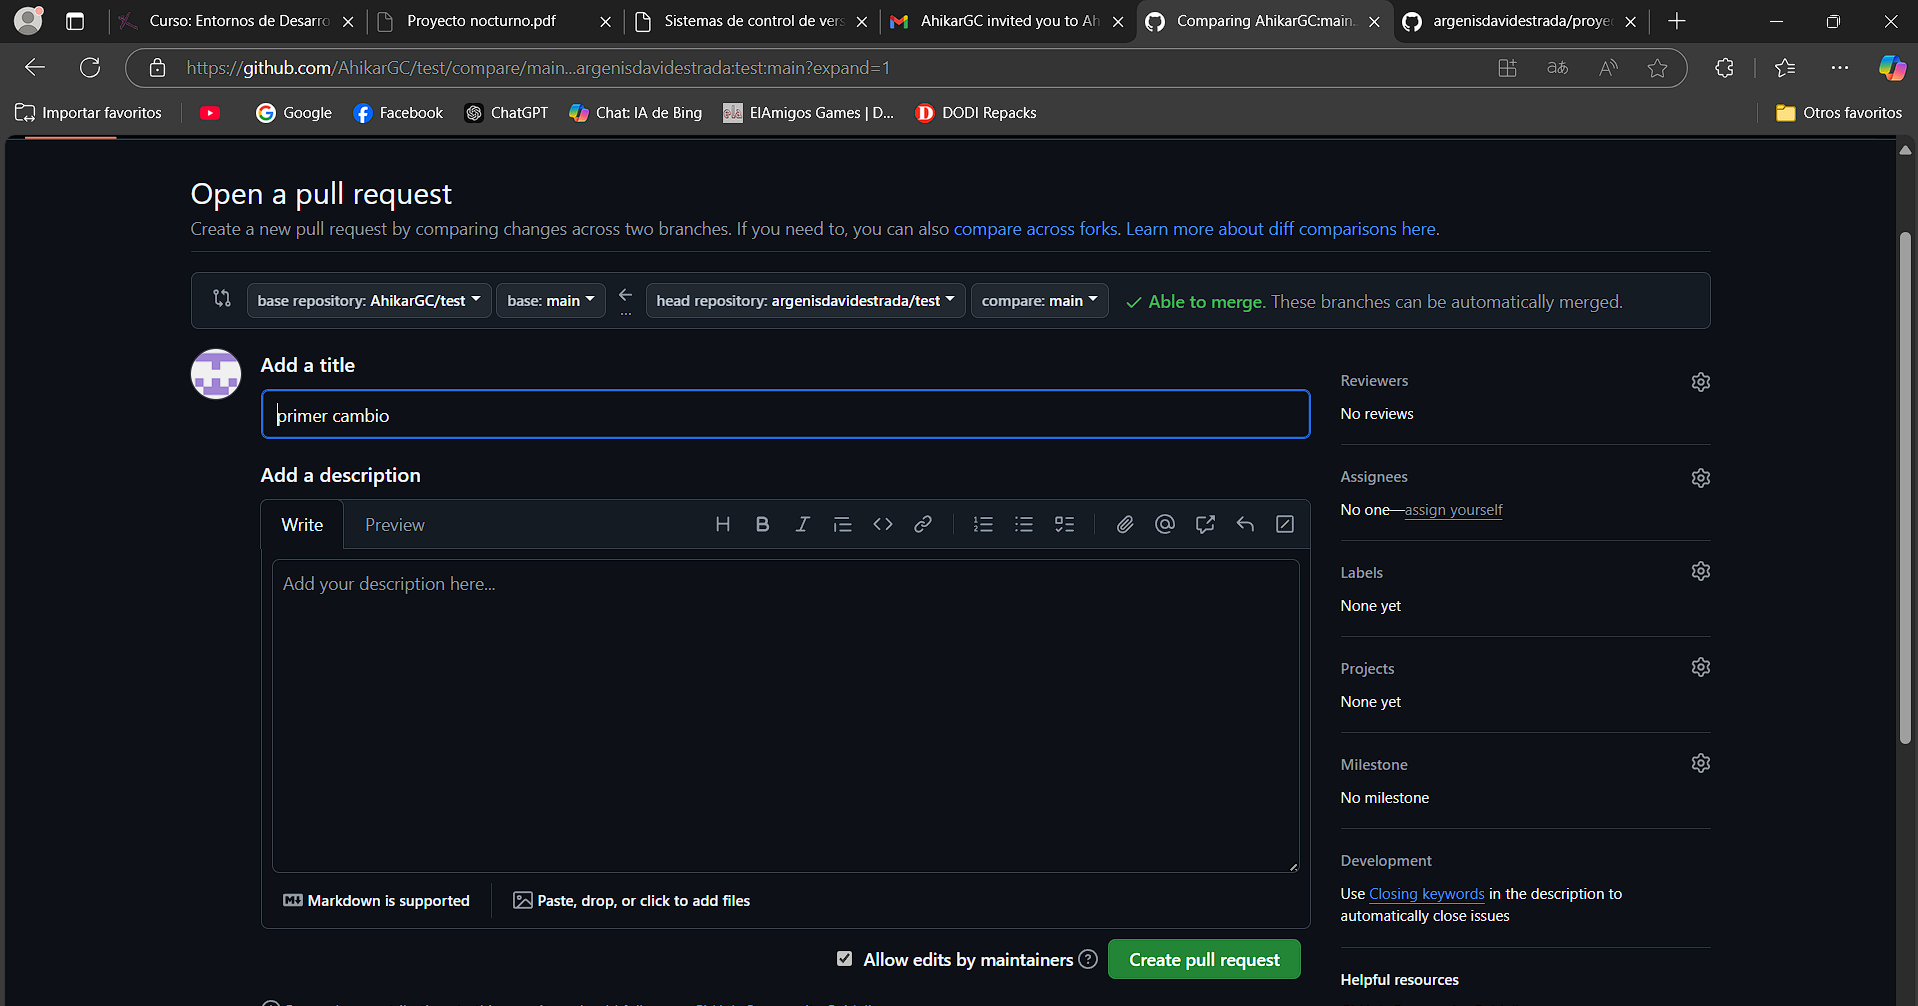 Curso: Entornos de Desarro
Proyecto nocturno.pdf
Sistemas de control de vers
AhikarGC invited you to Ah
Comparing AhikarGC:main...
argenisdavidestrada/proyec
https://github.com/AhikarGC/test/compare/main...argenisdavidestrada:test:main?expand=1
Importar favoritos
Google
Facebook
ChatGPT
Chat: IA de Bing
ElAmigos Games | D...
DODI Repacks
Otros favoritos
Open a pull request
Create a new pull request by comparing changes across two branches. If you need to, you can also compare across forks. Learn more about diff comparisons here.
base repository: AhikarGC/test
base: main
head repository: argenisdavidestrada/test
compare: main
Able to merge. These branches can be automatically merged.
Add a title
primer cambio
Add a description
Write
Preview
Add your description here...
Markdown is supported
Paste, drop, or click to add files
Allow edits by maintainers
Create pull request
Reviewers
No reviews
Assignees
No one—assign yourself
Labels
None yet
Projects
None yet
Milestone
No milestone
Development
Use Closing keywords in the description to
automatically close issues
Helpful resources